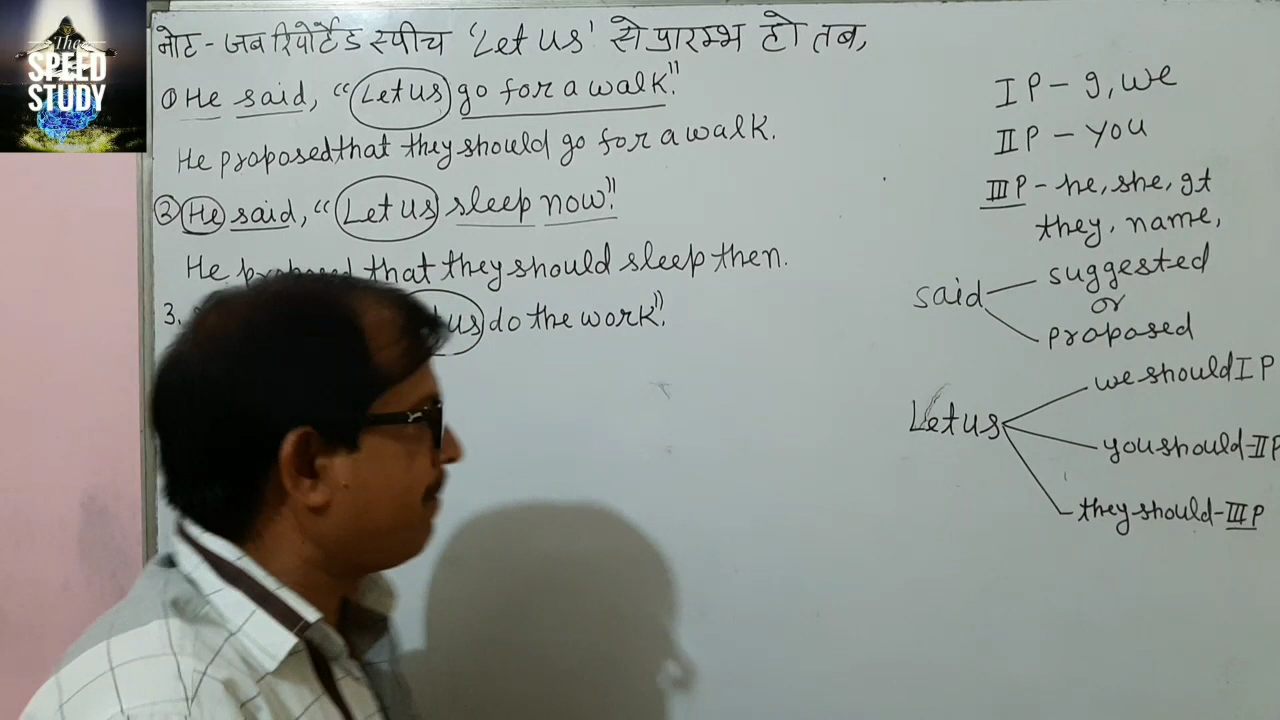 The
SPEED
STUDY
नोट - जब रिपोर्टेड स्पीच 'Let us' से प्रारम्भ हो तब,
① He said, "Let us go for a walk".
He proposed that they should go for a walk.
② He said, "Let us sleep now".
He proposed that they should sleep then.
3. us do the work".
I P - I, we
II P - you
III P - he, she, It
they, name,
said suggested
or
proposed
Let us
we should I P
you should - II P
they should - III P